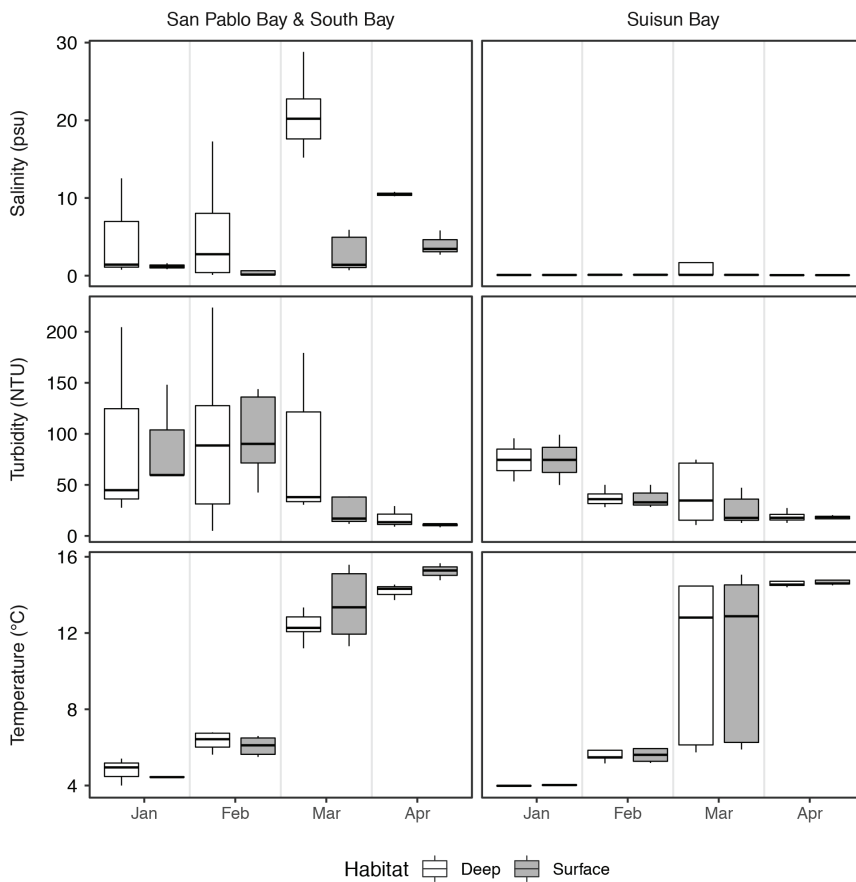 San Pablo Bay & South Bay
Suisun Bay
Salinity (psu)
30
20
10
0
Turbidity (NTU)
200
150
100
50
0
Temperature (°C)
16
12
8
4
Jan Feb Mar Apr
Jan Feb Mar Apr
Habitat Deep Surface